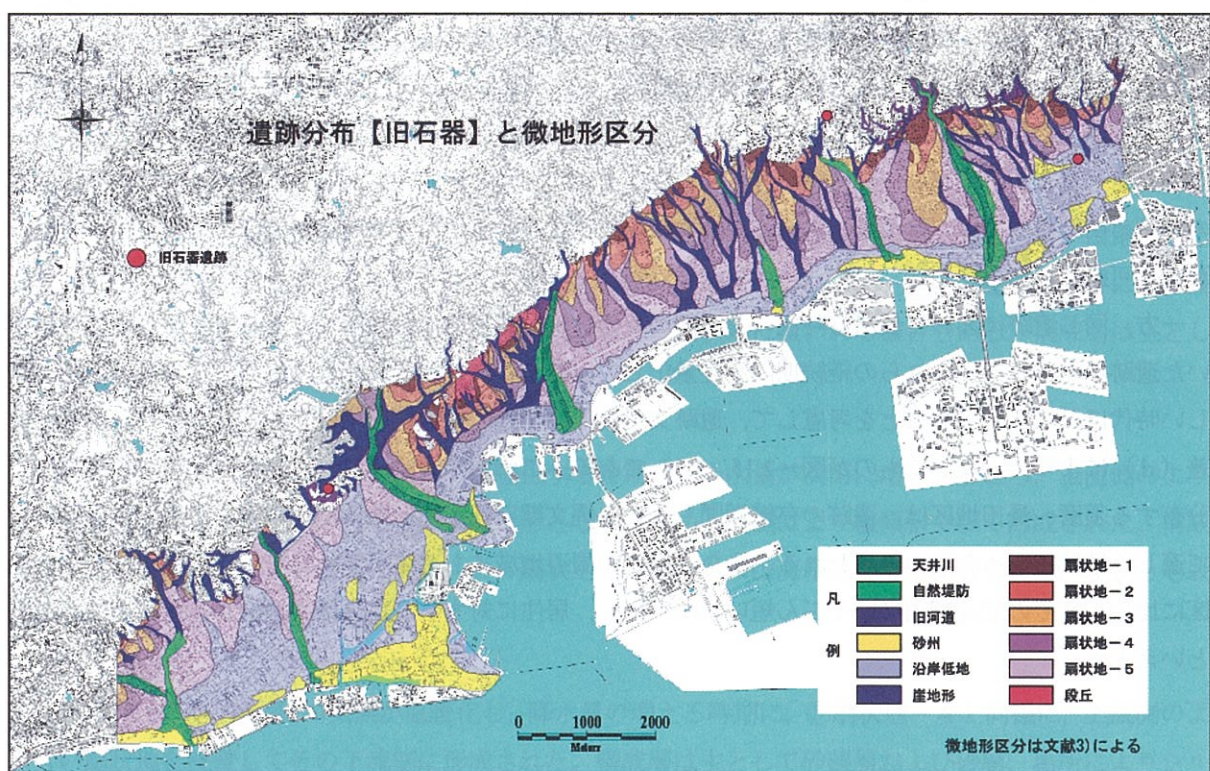 遺跡分布【旧石器】と微地形区分
旧石器遺跡
凡例
天井川
自然堤防
旧河道
砂州
沿岸低地
崖地形
扇状地－1
扇状地－2
扇状地－3
扇状地－4
扇状地－5
段丘
0 1000 2000
微地形区分は文献3)による